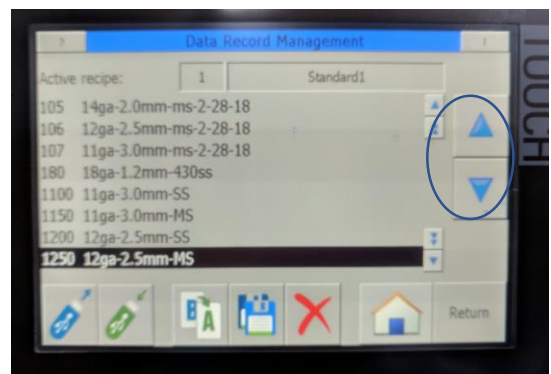 ? Data Record Management !
Active recipe: 1 Standard1
105 14ga-2.0mm-ms-2-28-18
106 12ga-2.5mm-ms-2-28-18
107 11ga-3.0mm-ms-2-28-18
180 18ga-1.2mm-430ss
1100 11ga-3.0mm-SS
1150 11ga-3.0mm-MS
1200 12ga-2.5mm-SS
1250 12ga-2.5mm-MS
B A
Return
TOUCH